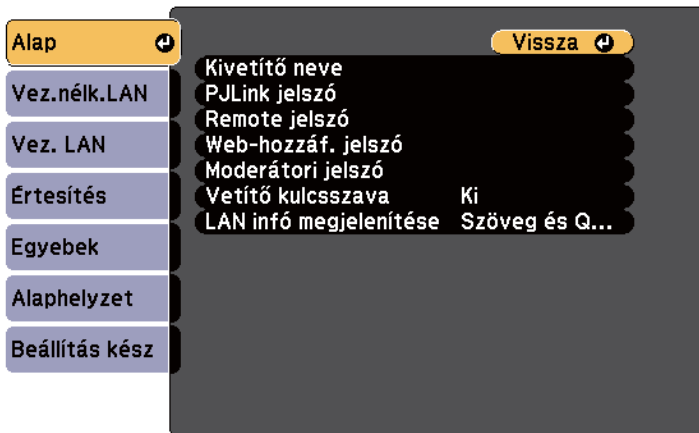 Alap
Vez.nélk.LAN
Vez. LAN
Értesítés
Egyebek
Alaphelyzet
Beállítás kész
Vissza
Kivetítő neve
PJLink jelszó
Remote jelszó
Web-hozzáf. jelszó
Moderátori jelszó
Vetítő kulcsszava Ki
LAN infó megjelenítése Szöveg és Q...